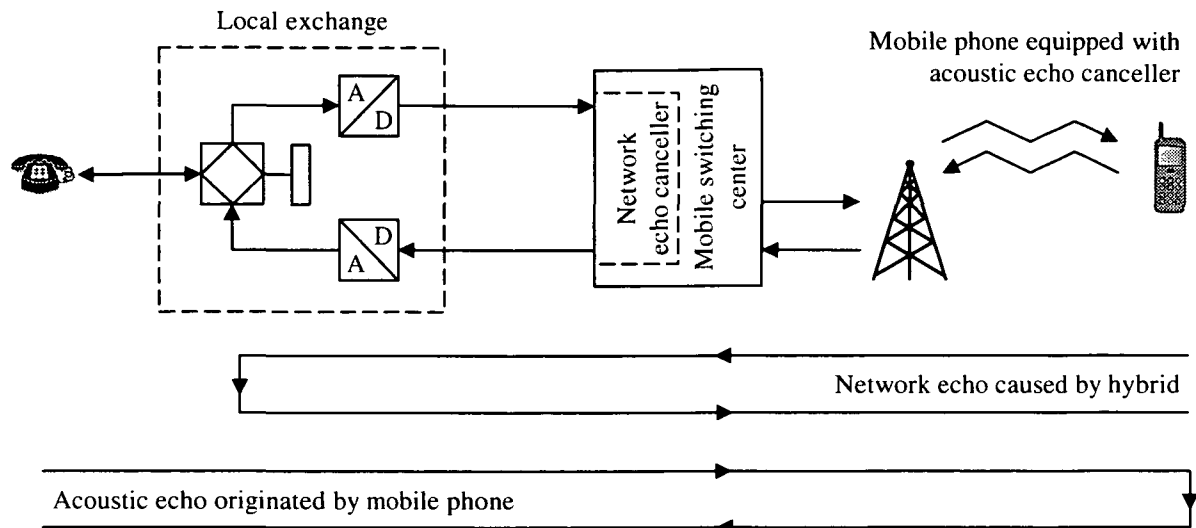 Local exchange
Mobile phone equipped with
acoustic echo canceller
A
D
Network
echo canceller
Mobile switching
center
D
A
Network echo caused by hybrid
Acoustic echo originated by mobile phone